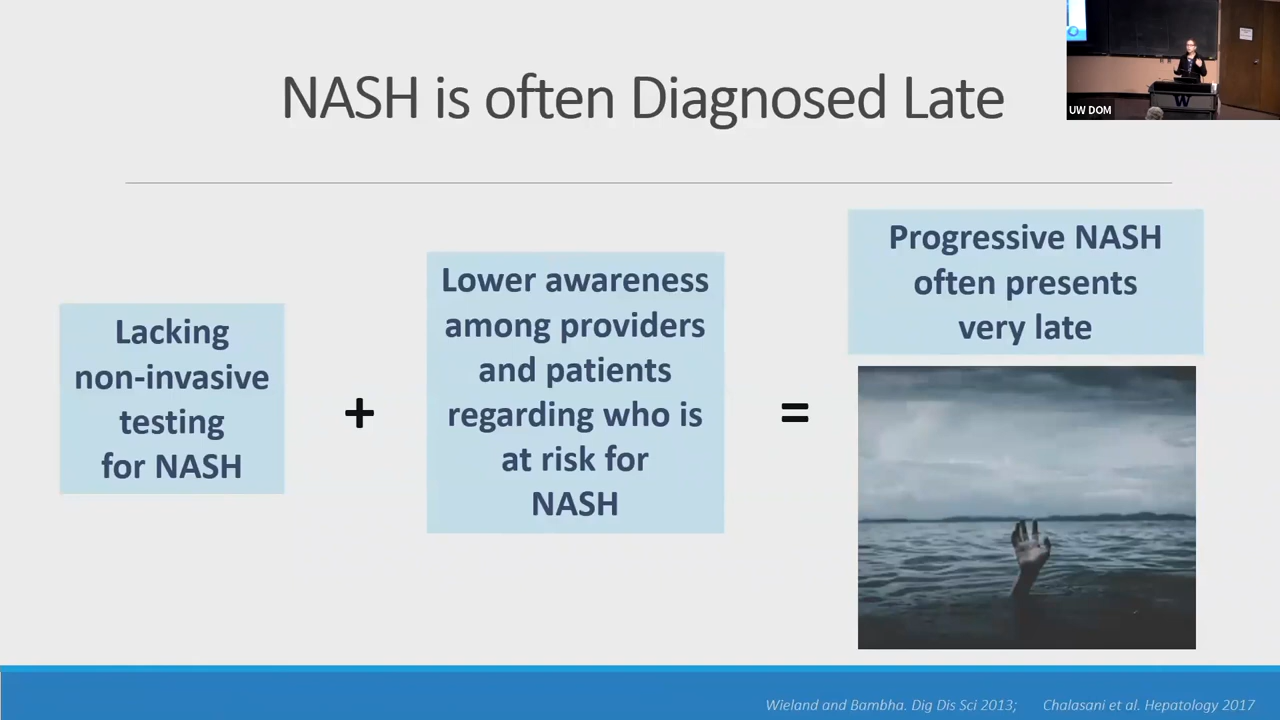 NASH is often Diagnosed Late
UW DOM
W
Lacking
non-invasive
testing
for NASH
+
Lower awareness
among providers
and patients
regarding who is
at risk for
NASH
=
Progressive NASH
often presents
very late
Wieland and Bambha. Dig Dis Sci 2013; Chalasani et al. Hepatology 2017